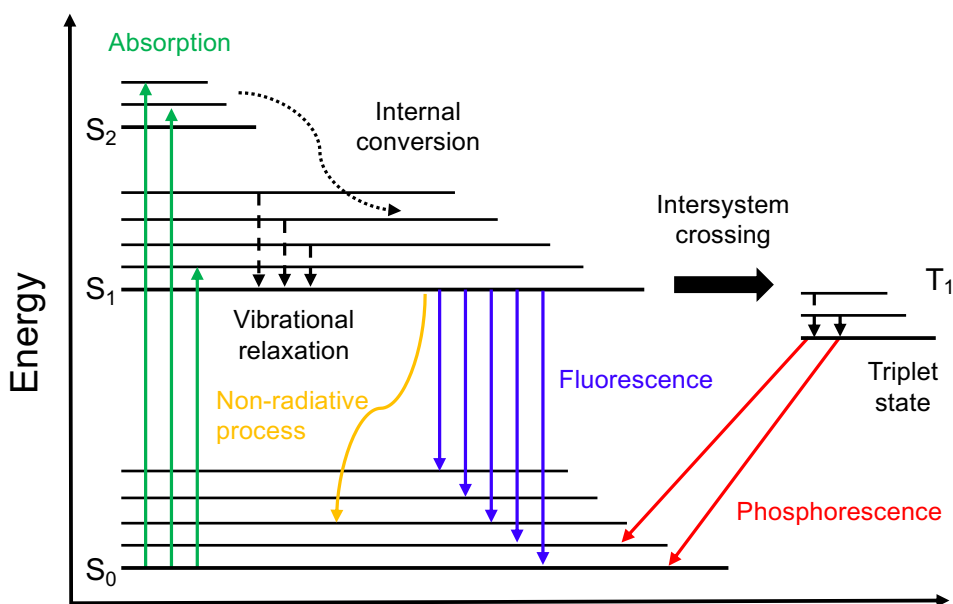 Absorption
S₂
Internal
conversion
Intersystem
crossing
S₁
T₁
Vibrational
relaxation
Energy
Non-radiative
process
Fluorescence
Triplet
state
Phosphorescence
S₀